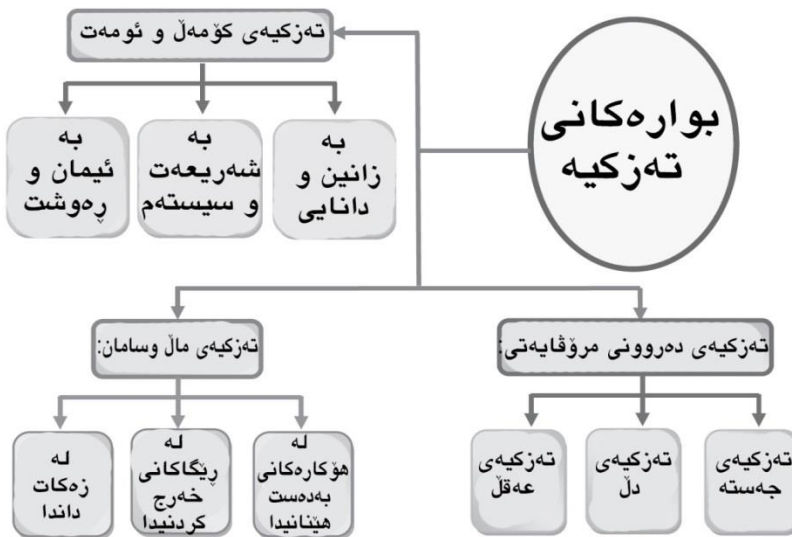 بوارەکانی
تەزکیە
تەزکیەی کۆمەڵ و ئومەت
بە
زانین و
دانایی
بە
شەریعەت
و سیستەم
بە
ئیمان و
ڕەوشت
تەزکیەی دەروونی مرۆڤایەتی:
تەزکیەی
جەستە
تەزکیەی
دڵ
تەزکیەی
عەقڵ
تەزکیەی ماڵ وسامان:
لە
هۆکارەکانی
بەدەست
هێنانیدا
لە
ڕێگاکانی
خەرج
کردنیدا
لە
زەکات
داندا